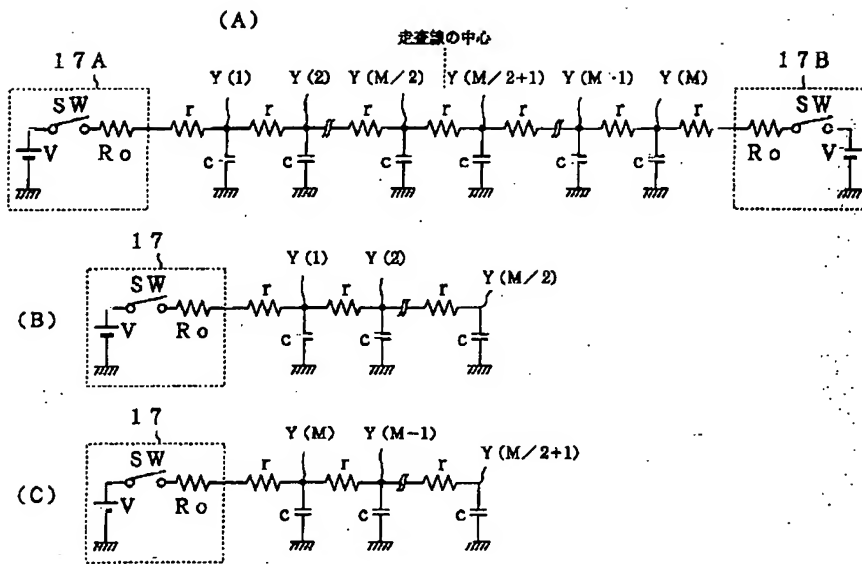 (A)
走査線の中心
17A 17B
Y(1) Y(2) Y(M/2) Y(M/2+1) Y(M-1) Y(M)
SW r r r r r r r Ro SW
V Ro c c c c c c V
(B)
17
Y(1) Y(2) Y(M/2)
SW r r r
V Ro c c c
(C)
17
Y(M) Y(M-1) Y(M/2+1)
SW r r r
V Ro c c c